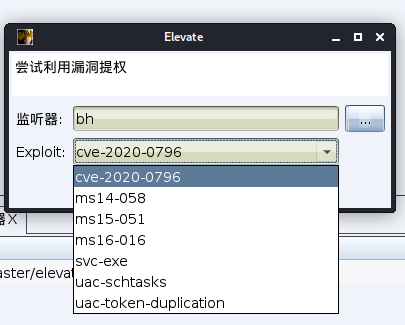 Elevate
尝试利用漏洞提权
监听器: bh ...
Exploit: cve-2020-0796
cve-2020-0796
ms14-058
ms15-051
ms16-016
svc-exe
uac-schtasks
uac-token-duplication
器 X
aster/elevat